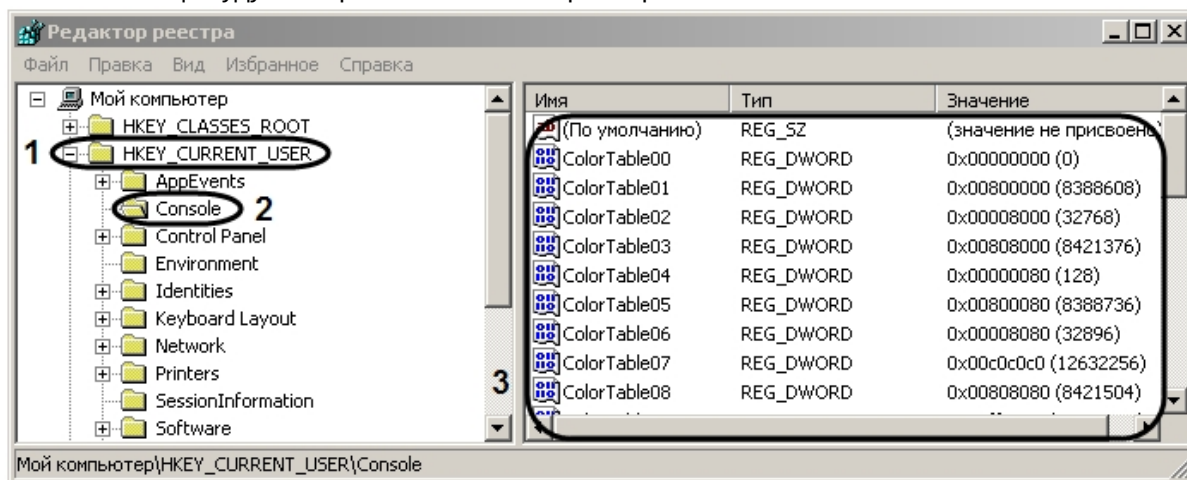 Редактор реестра
Файл Правка Вид Избранное Справка
Мой компьютер
HKEY_CLASSES_ROOT
1 HKEY_CURRENT_USER
AppEvents
Console 2
Control Panel
Environment
Identities
Keyboard Layout
Network
Printers
SessionInformation
Software
3
Имя Тип Значение
(По умолчанию) REG_SZ (значение не присвоено)
ColorTable00 REG_DWORD 0x00000000 (0)
ColorTable01 REG_DWORD 0x00800000 (8388608)
ColorTable02 REG_DWORD 0x00008000 (32768)
ColorTable03 REG_DWORD 0x00808000 (8421376)
ColorTable04 REG_DWORD 0x00000080 (128)
ColorTable05 REG_DWORD 0x00800080 (8388736)
ColorTable06 REG_DWORD 0x00008080 (32896)
ColorTable07 REG_DWORD 0x00c0c0c0 (12632256)
ColorTable08 REG_DWORD 0x00808080 (8421504)
Мой компьютер\HKEY_CURRENT_USER\Console